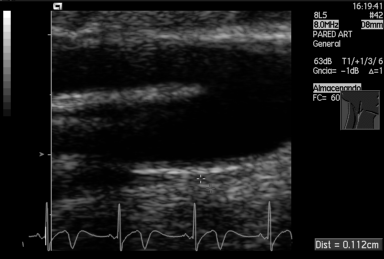 16:19:41
8L5 #42
8.0MHz 38mm
PARED ART
General
63dB T1/+1/3/6
Gncia= -1dB Δ=1
Almacenando
FC= 60
Dist = 0.112cm